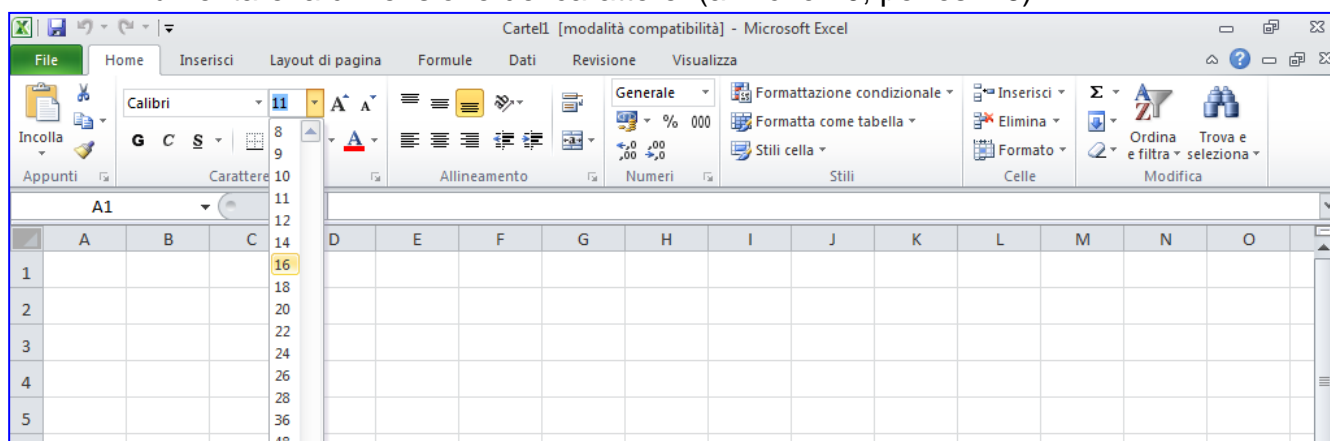 Cartel1 [modalità compatibilità] - Microsoft Excel
File Home Inserisci Layout di pagina Formule Dati Revisione Visualizza
Calibri 11 A A Generale Formattazione condizionale Inserisci Σ
% 000 Formatta come tabella Elimina
Incolla G C S A ,00 ,00 Stili cella Formato Ordina e filtra Trova e seleziona
Appunti Carattere Allineamento Numeri Stili Celle Modifica
8
9
10
11
12
14
16
18
20
22
24
26
28
36
48
A1
A B C D E F G H I J K L M N O
1
2
3
4
5